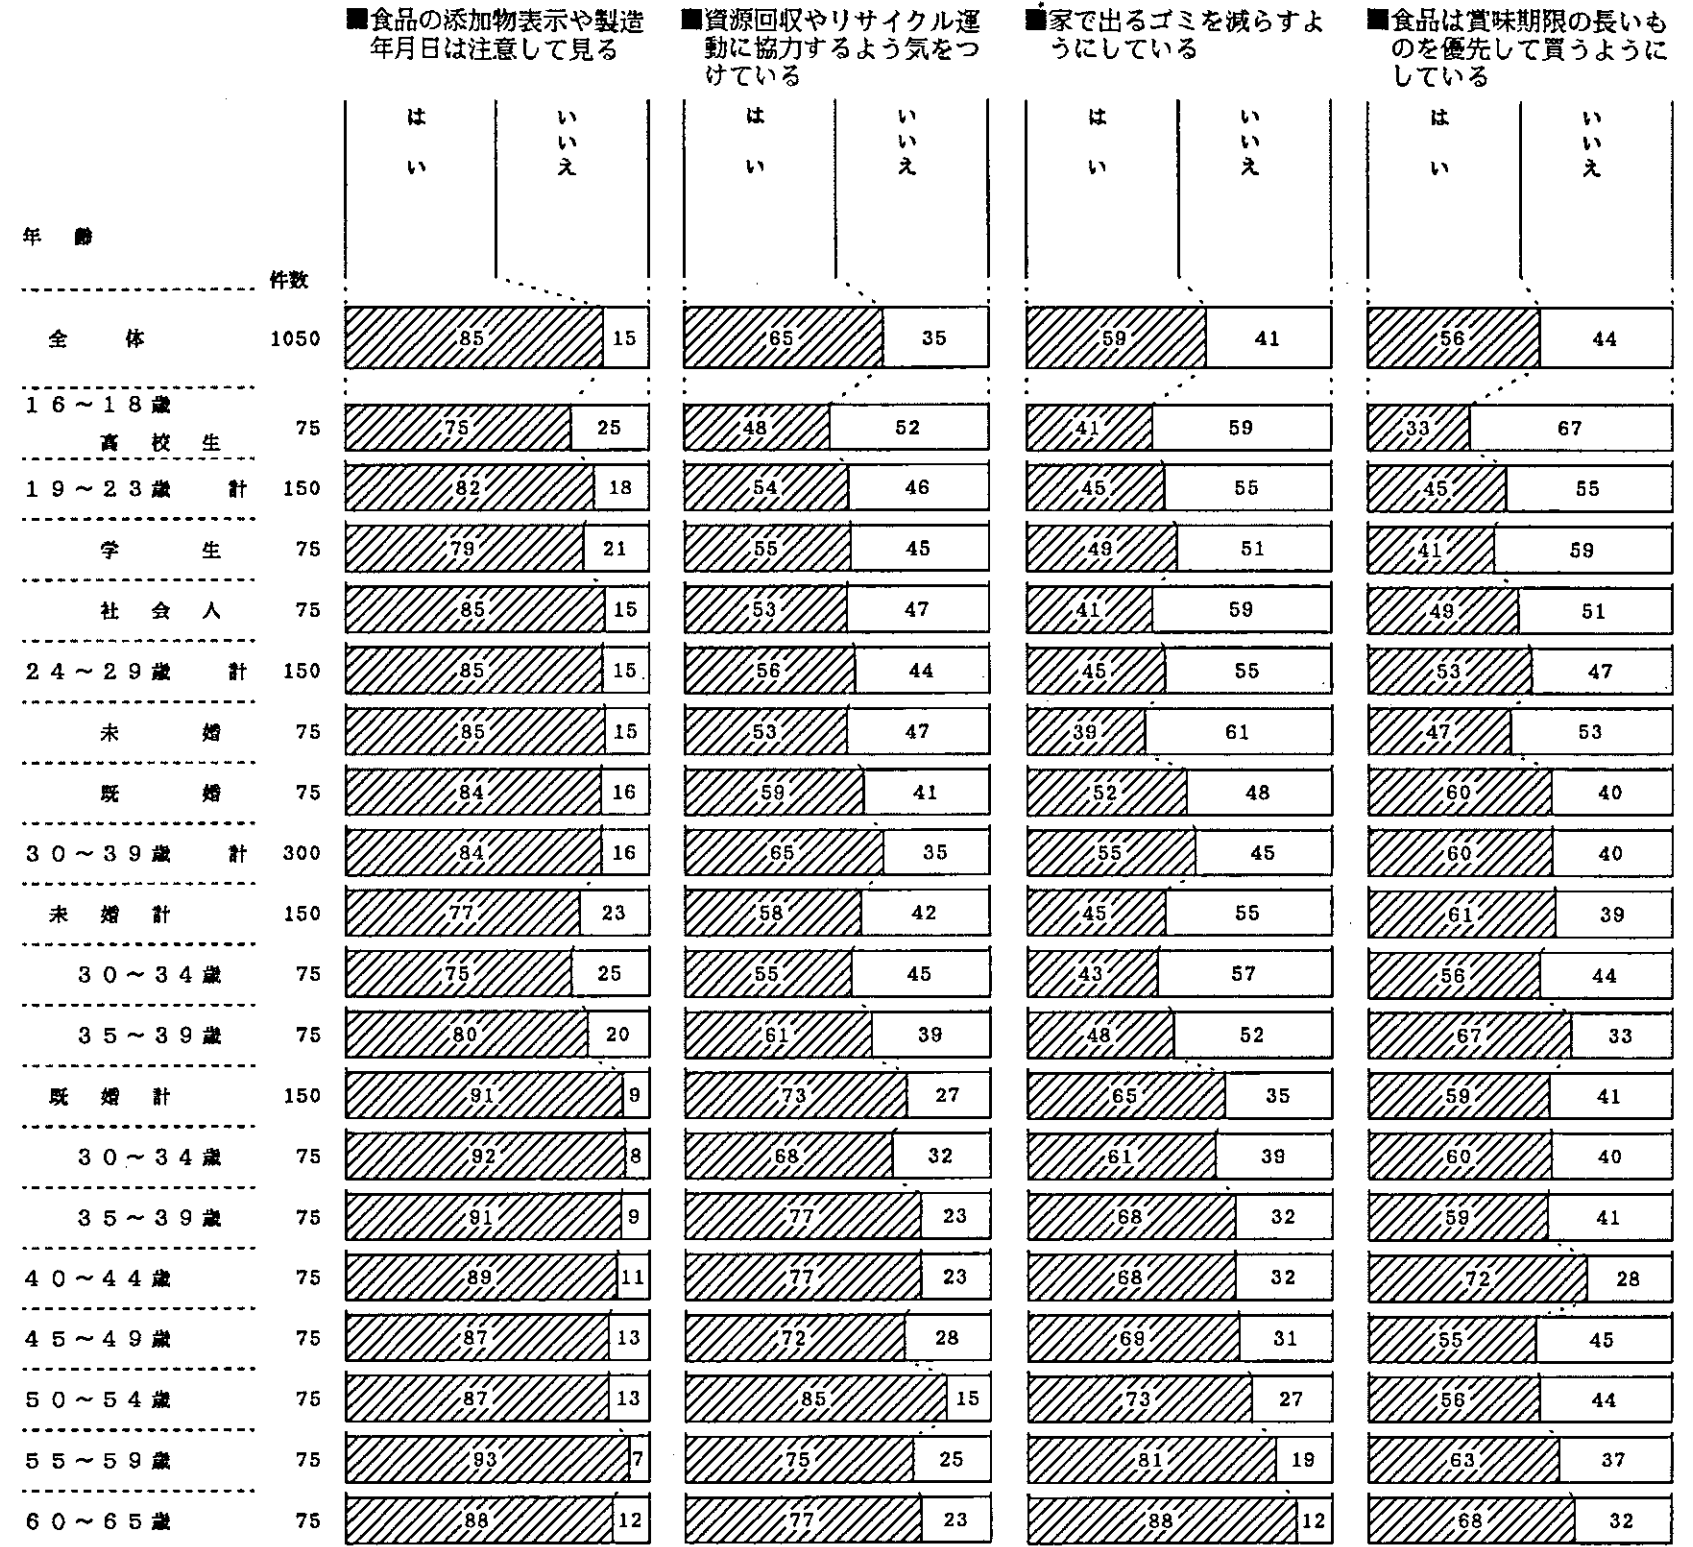 ■食品の添加物表示や製造
年月日は注意して見る
■資源回収やリサイクル運
動に協力するよう気をつ
けている
■家で出るゴミを減らすよ
うにしている
■食品は賞味期限の長いも
のを優先して買うように
している
はい いいえ はい いいえ はい いいえ はい いいえ
年齢
件数
全体 1050 85 15 65 35 59 41 56 44
16~18歳
高校生 75 75 25 48 52 41 59 33 67
19~23歳 計 150 82 18 54 46 45 55 45 55
学生 75 79 21 55 45 49 51 41 59
社会人 75 85 15 53 47 41 59 49 51
24~29歳 計 150 85 15 56 44 45 55 53 47
未婚 75 85 15 53 47 39 61 47 53
既婚 75 84 16 59 41 52 48 60 40
30~39歳 計 300 84 16 65 35 55 45 60 40
未婚計 150 77 23 58 42 45 55 61 39
30~34歳 75 75 25 55 45 43 57 56 44
35~39歳 75 80 20 61 39 48 52 67 33
既婚計 150 91 9 73 27 65 35 59 41
30~34歳 75 92 8 68 32 61 39 60 40
35~39歳 75 91 9 77 23 68 32 59 41
40~44歳 75 89 11 77 23 68 32 72 28
45~49歳 75 87 13 72 28 69 31 55 45
50~54歳 75 87 13 85 15 73 27 56 44
55~59歳 75 93 7 75 25 81 19 63 37
60~65歳 75 88 12 77 23 88 12 68 32